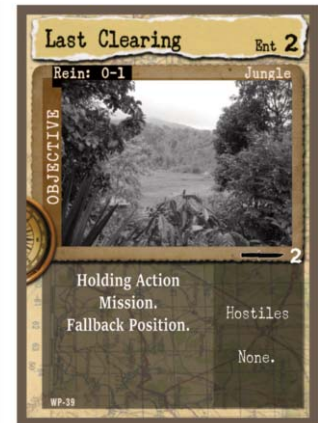 Last Clearing
Ent 2
Rein: 0-1
Jungle
OBJECTIVE
2
Holding Action
Mission.
Fallback Position.
Hostiles
None.
WP-39